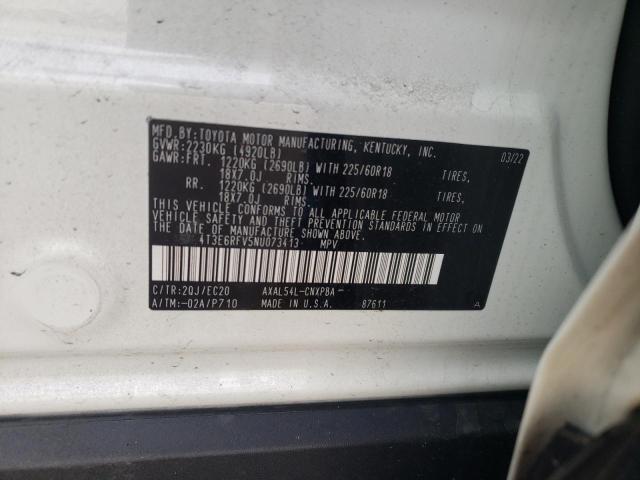 MFD.BY:TOYOTA MOTOR MANUFACTURING, KENTUCKY, INC. 03/22
GVWR:2230KG (4920LB)
GAWR:FRT. 1220KG (2690LB) WITH 225/60R18 TIRES,
18X7.0J RIMS.
RR. 1220KG (2690LB) WITH 225/60R18 TIRES,
18X7.0J RIMS.
THIS VEHICLE CONFORMS TO ALL APPLICABLE FEDERAL MOTOR
VEHICLE SAFETY AND THEFT PREVENTION STANDARDS IN EFFECT ON
THE DATE OF MANUFACTURE SHOWN ABOVE.
4T3E6RFV5NU073413 MPV
C/TR:2QJ/EC20 AXAL54L-CNXPBA
A/TM:-02A/P710 MADE IN U.S.A. 87611 A